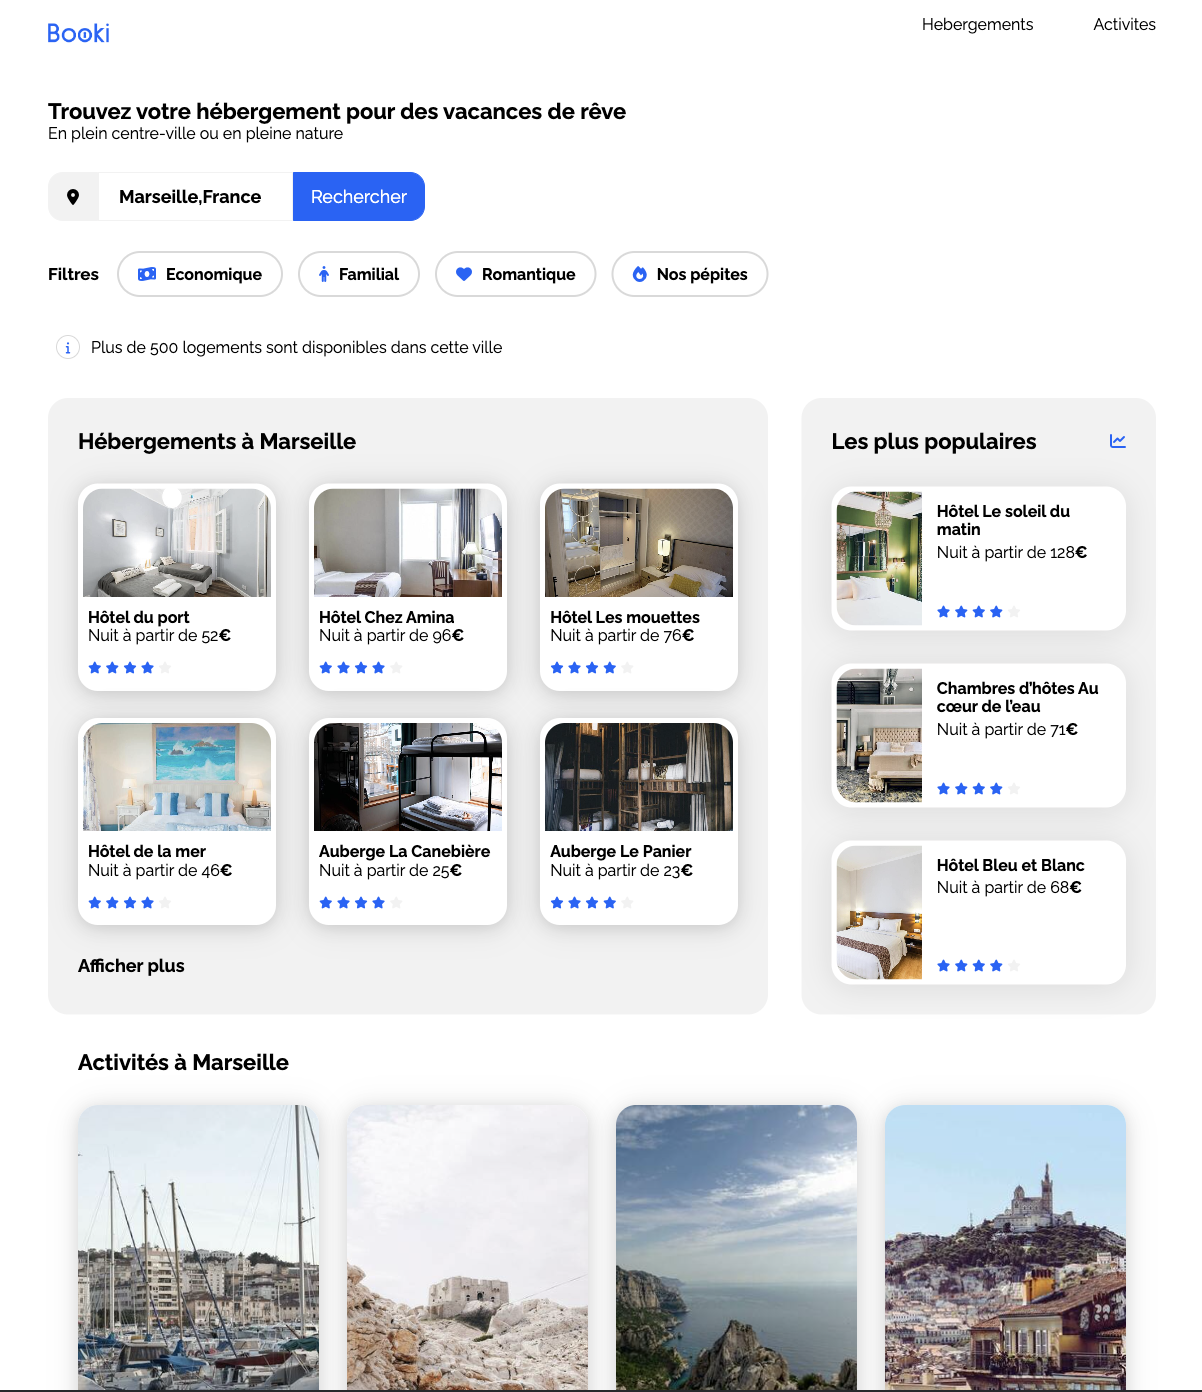 Booki
Hebergements
Activites
Trouvez votre hébergement pour des vacances de rêve
En plein centre-ville ou en pleine nature
Marseille,France
Rechercher
Filtres
Economique
Familial
Romantique
Nos pépites
Plus de 500 logements sont disponibles dans cette ville
Hébergements à Marseille
Hôtel du port
Nuit à partir de 52€
Hôtel Chez Amina
Nuit à partir de 96€
Hôtel Les mouettes
Nuit à partir de 76€
Hôtel de la mer
Nuit à partir de 46€
Auberge La Canebière
Nuit à partir de 25€
Auberge Le Panier
Nuit à partir de 23€
Afficher plus
Les plus populaires
Hôtel Le soleil du
matin
Nuit à partir de 128€
Chambres d’hôtes Au
cœur de l’eau
Nuit à partir de 71€
Hôtel Bleu et Blanc
Nuit à partir de 68€
Activités à Marseille